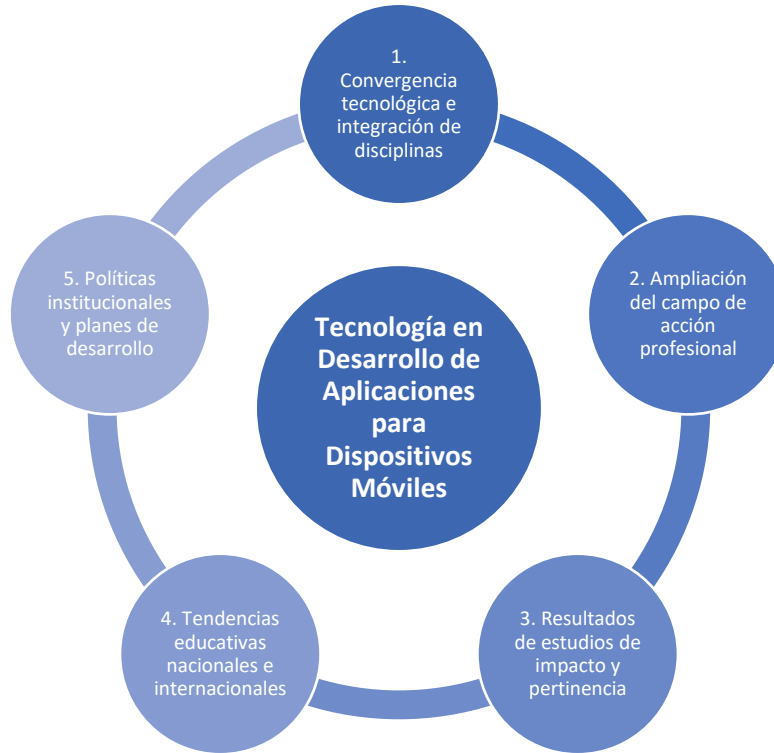 1.
Convergencia
tecnológica e
integración de
disciplinas
2. Ampliación
del campo de
acción
profesional
3. Resultados
de estudios de
impacto y
pertinencia
4. Tendencias
educativas
nacionales e
internacionales
5. Políticas
institucionales
y planes de
desarrollo
Tecnología en
Desarrollo de
Aplicaciones
para
Dispositivos
Móviles